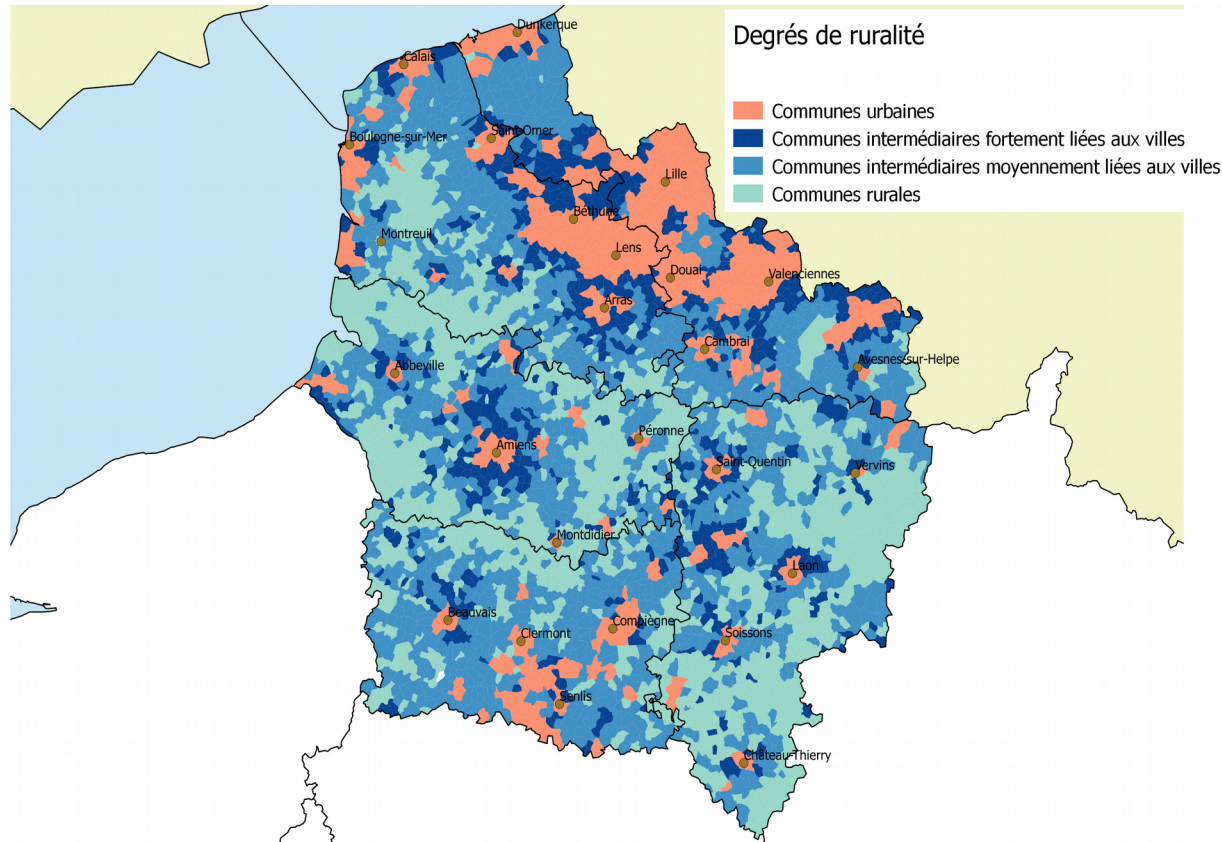 Degrés de ruralité
Communes urbaines
Communes intermédiaires fortement liées aux villes
Communes intermédiaires moyennement liées aux villes
Communes rurales
Dunkerque
Calais
Boulogne-sur-Mer
Saint-Omer
Lille
Béthune
Montreuil
Lens
Douai
Valenciennes
Arras
Cambrai
Avesnes-sur-Helpe
Abbeville
Péronne
Amiens
Saint-Quentin
Vervins
Montdidier
Laon
Beauvais
Clermont
Compiègne
Soissons
Senlis
Château-Thierry